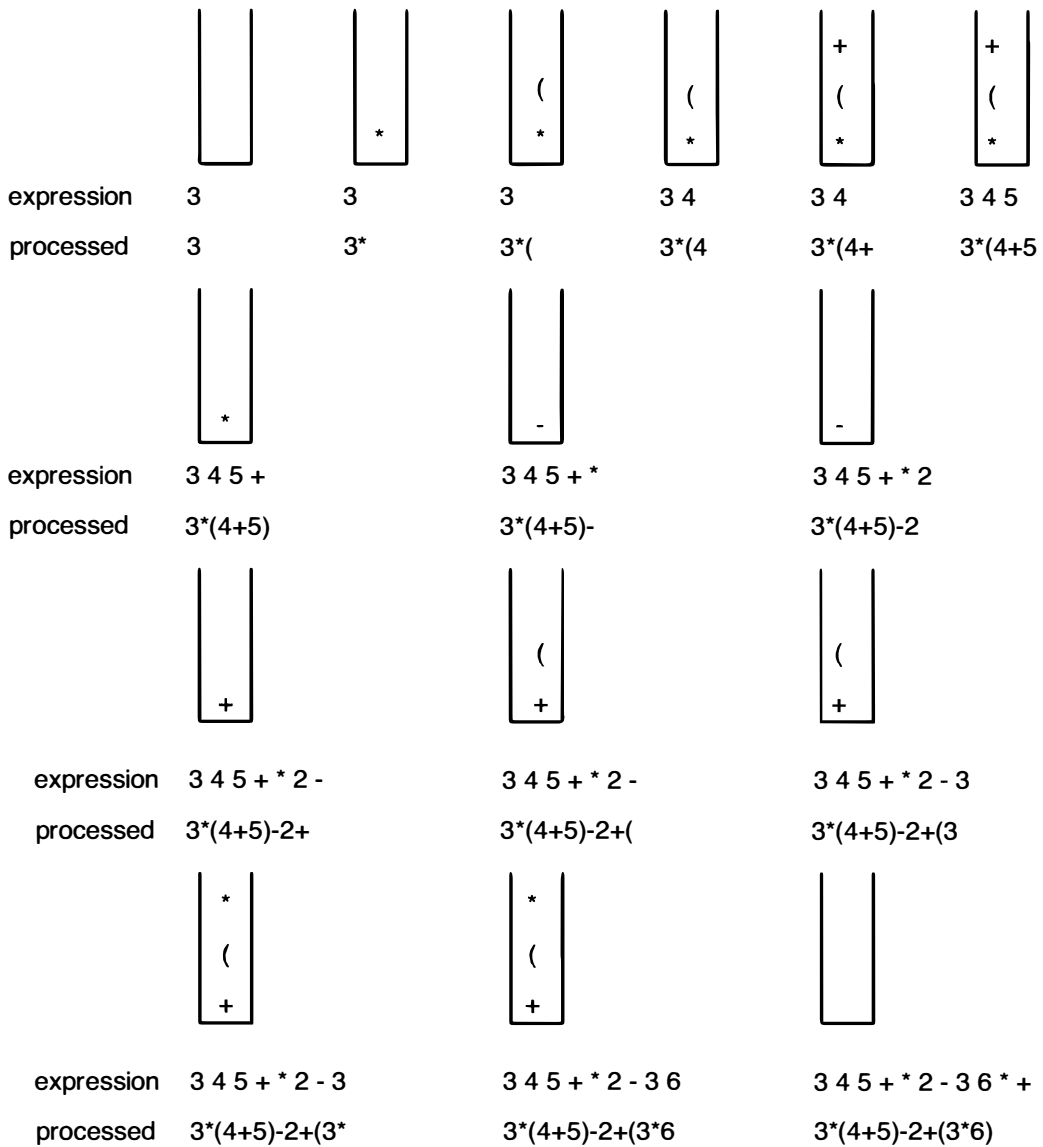 + +
( ( ( (
* * * * *
expression 3 3 3 3 4 3 4 3 4 5
processed 3 3* 3*( 3*(4 3*(4+ 3*(4+5
* - -
expression 3 4 5 + 3 4 5 + * 3 4 5 + * 2
processed 3*(4+5) 3*(4+5)- 3*(4+5)-2
( (
+ + +
expression 3 4 5 + * 2 - 3 4 5 + * 2 - 3 4 5 + * 2 - 3
processed 3*(4+5)-2+ 3*(4+5)-2+( 3*(4+5)-2+(3
* *
( (
+ +
expression 3 4 5 + * 2 - 3 3 4 5 + * 2 - 3 6 3 4 5 + * 2 - 3 6 * +
processed 3*(4+5)-2+(3* 3*(4+5)-2+(3*6 3*(4+5)-2+(3*6)